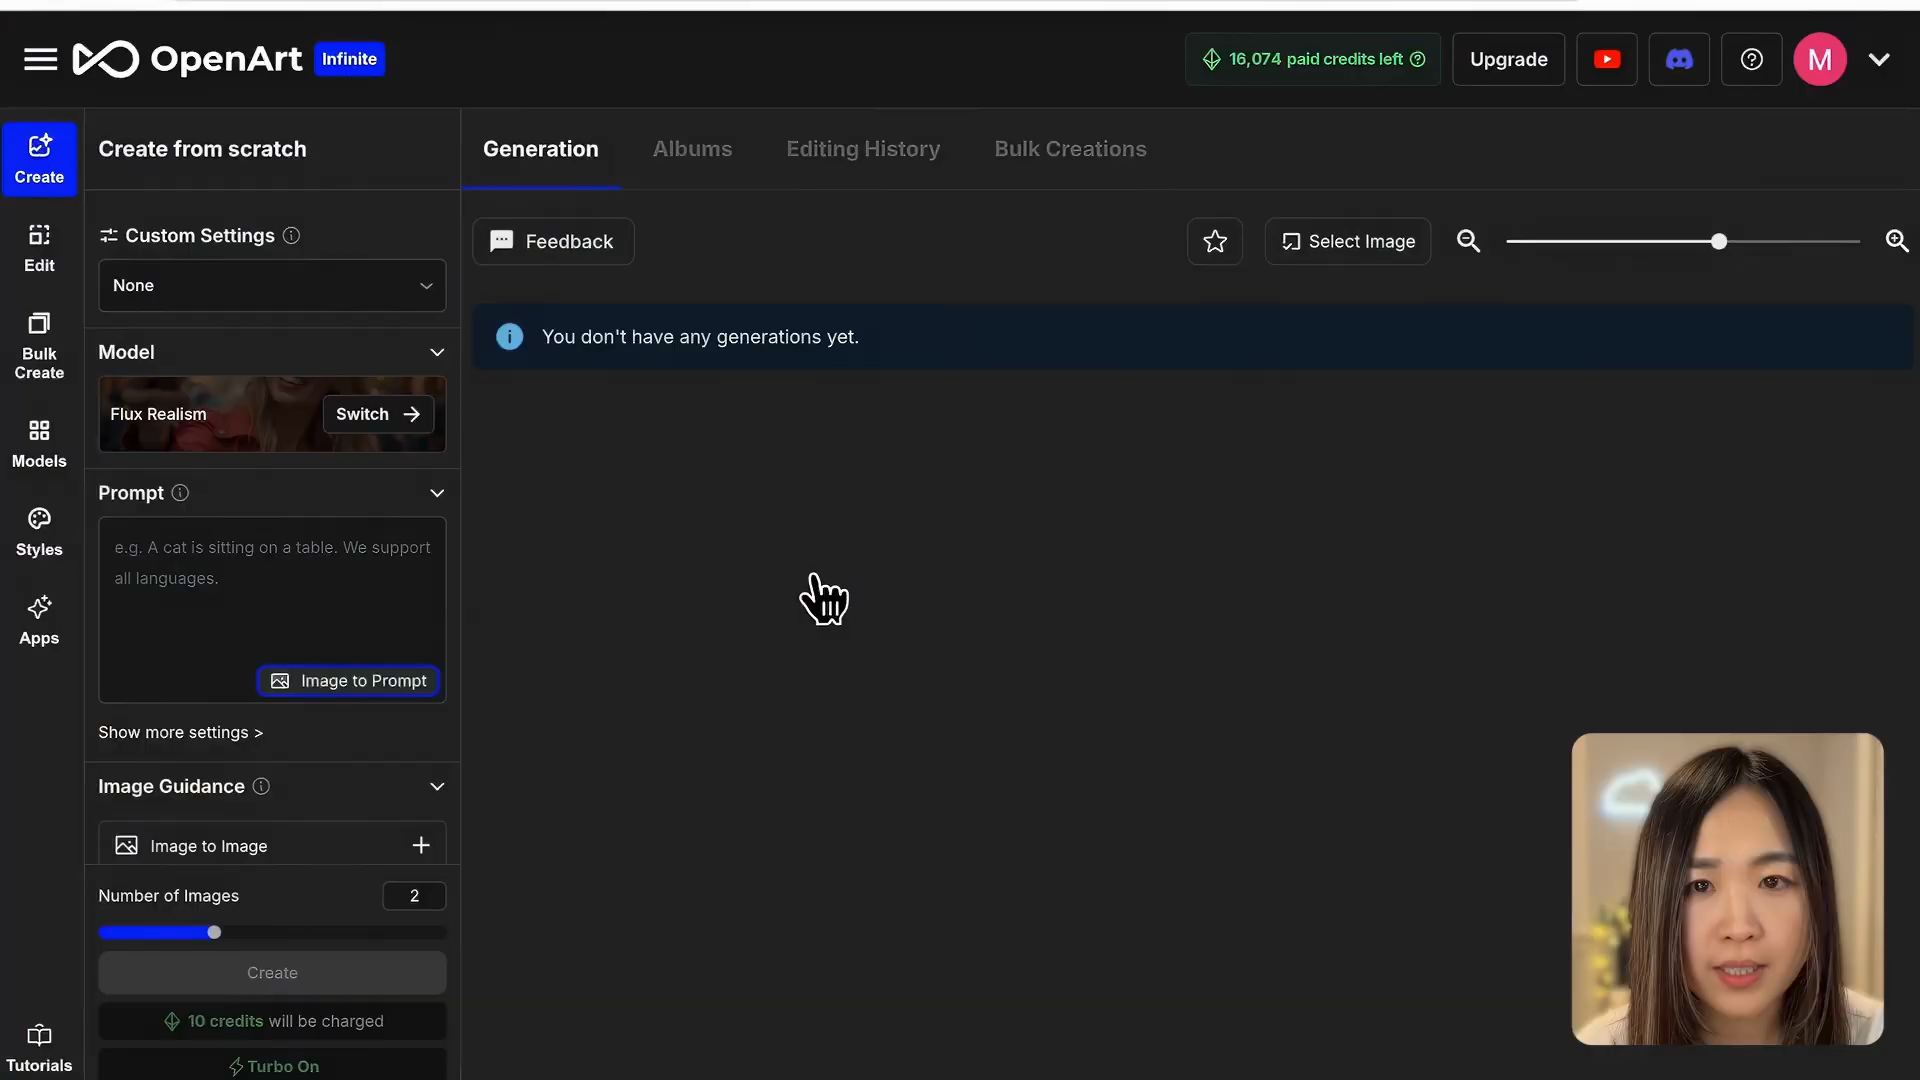 OpenArt Infinite
16,074 paid credits left
Upgrade
M
Create
Edit
Bulk
Create
Models
Styles
Apps
Tutorials
Create from scratch
Custom Settings
None
Model
Flux Realism
Switch
Prompt
e.g. A cat is sitting on a table. We support
all languages.
Image to Prompt
Show more settings >
Image Guidance
Image to Image
Number of Images
2
Create
10 credits will be charged
Turbo On
Generation
Albums
Editing History
Bulk Creations
Feedback
Select Image
You don't have any generations yet.